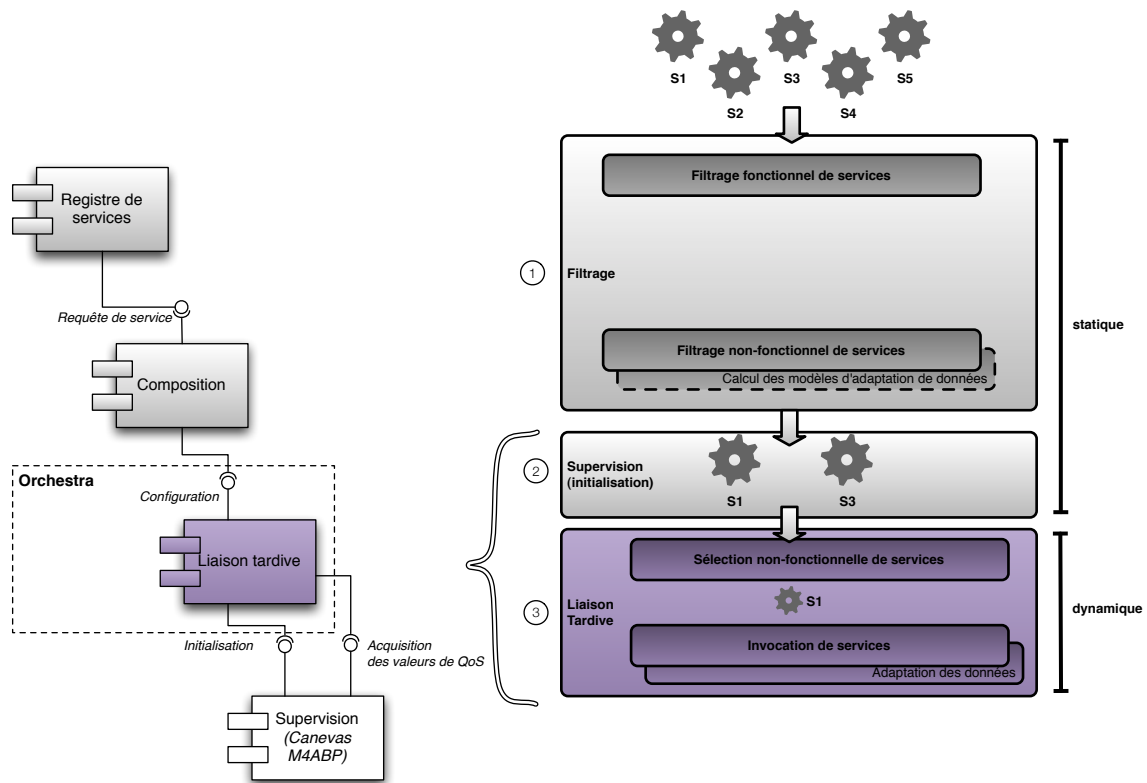 Registre de
services
Requête de service
Composition
Orchestra
Configuration
Liaison tardive
Initialisation
Acquisition
des valeurs de QoS
Supervision
(Canevas
M4ABP)
S1
S2
S3
S4
S5
Filtrage fonctionnel de services
1
Filtrage
Filtrage non-fonctionnel de services
Calcul des modèles d'adaptation de données
statique
2
Supervision
(initialisation)
S1
S3
Sélection non-fonctionnelle de services
S1
3
Liaison
Tardive
dynamique
Invocation de services
Adaptation des données